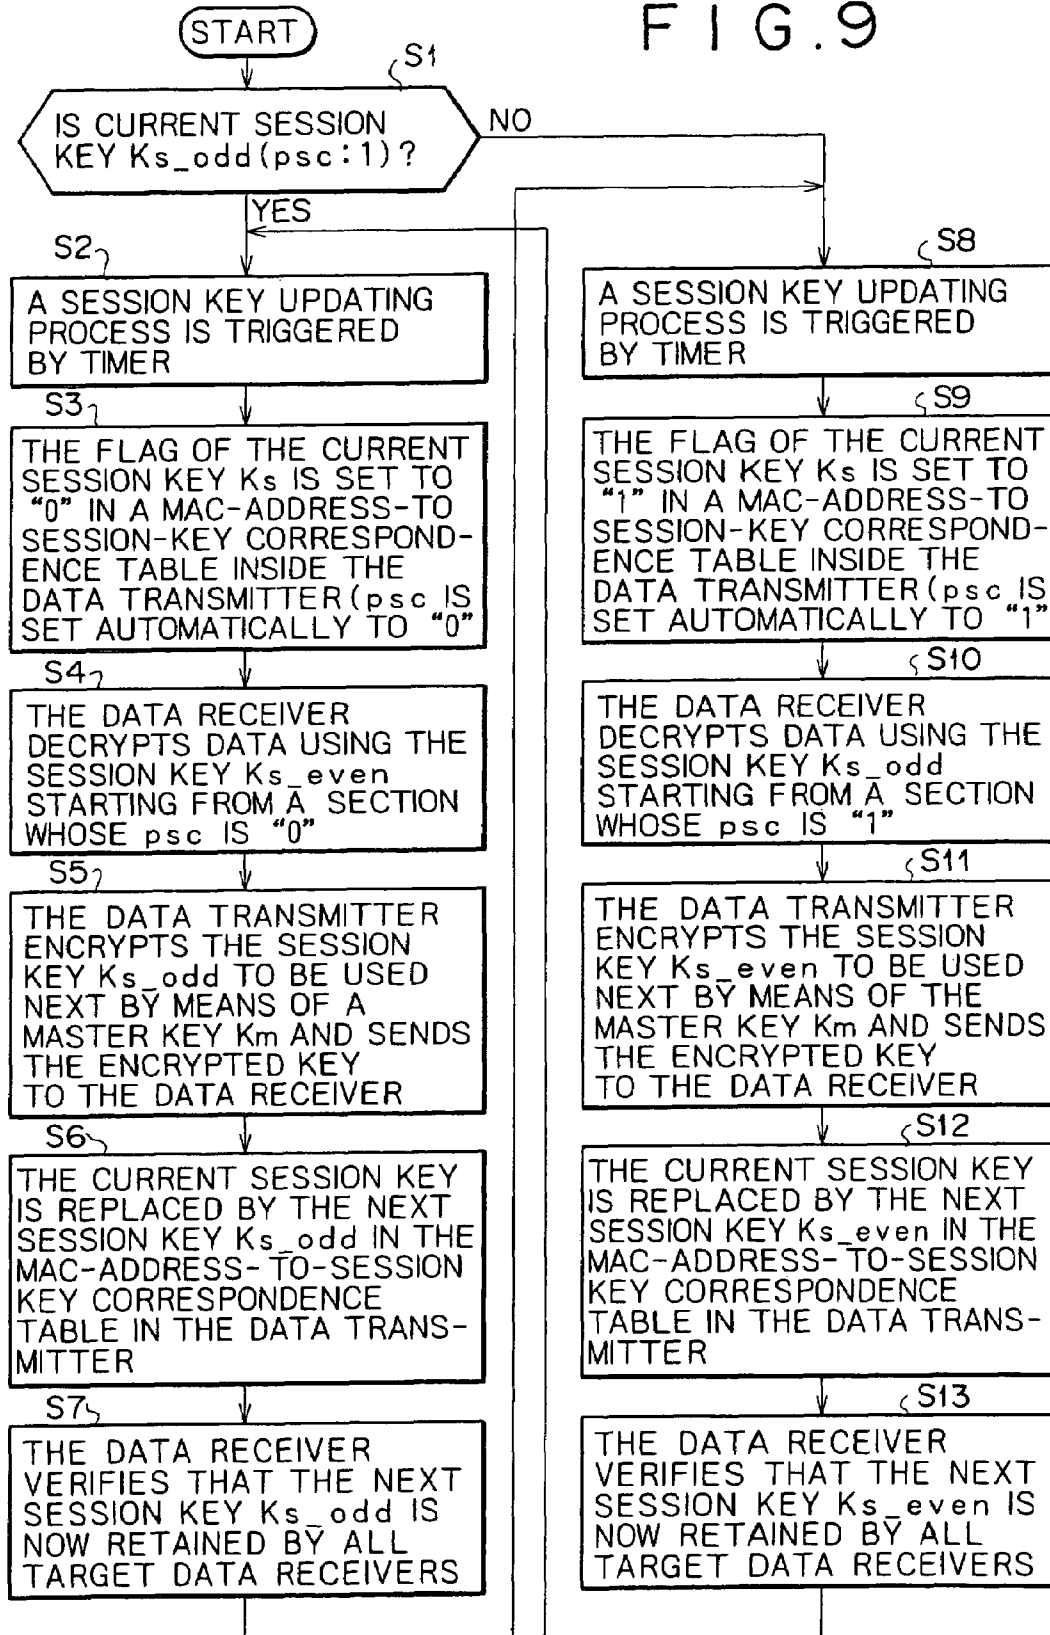 FIG.9
START
S1
IS CURRENT SESSION
KEY Ks_odd(psc:1)?
NO
YES
S2
A SESSION KEY UPDATING
PROCESS IS TRIGGERED
BY TIMER
S3
THE FLAG OF THE CURRENT
SESSION KEY Ks IS SET TO
"0" IN A MAC-ADDRESS-TO
SESSION-KEY CORRESPOND-
ENCE TABLE INSIDE THE
DATA TRANSMITTER(psc IS
SET AUTOMATICALLY TO "0"
S4
THE DATA RECEIVER
DECRYPTS DATA USING THE
SESSION KEY Ks_even
STARTING FROM A SECTION
WHOSE psc IS "0"
S5
THE DATA TRANSMITTER
ENCRYPTS THE SESSION
KEY Ks_odd TO BE USED
NEXT BY MEANS OF A
MASTER KEY Km AND SENDS
THE ENCRYPTED KEY
TO THE DATA RECEIVER
S6
THE CURRENT SESSION KEY
IS REPLACED BY THE NEXT
SESSION KEY Ks_odd IN THE
MAC-ADDRESS-TO-SESSION
KEY CORRESPONDENCE
TABLE IN THE DATA TRANS-
MITTER
S7
THE DATA RECEIVER
VERIFIES THAT THE NEXT
SESSION KEY Ks_odd IS
NOW RETAINED BY ALL
TARGET DATA RECEIVERS
S8
A SESSION KEY UPDATING
PROCESS IS TRIGGERED
BY TIMER
S9
THE FLAG OF THE CURRENT
SESSION KEY Ks IS SET TO
"1" IN A MAC-ADDRESS-TO
SESSION-KEY CORRESPOND-
ENCE TABLE INSIDE THE
DATA TRANSMITTER(psc IS
SET AUTOMATICALLY TO "1"
S10
THE DATA RECEIVER
DECRYPTS DATA USING THE
SESSION KEY Ks_odd
STARTING FROM A SECTION
WHOSE psc IS "1"
S11
THE DATA TRANSMITTER
ENCRYPTS THE SESSION
KEY Ks_even TO BE USED
NEXT BY MEANS OF THE
MASTER KEY Km AND SENDS
THE ENCRYPTED KEY
TO THE DATA RECEIVER
S12
THE CURRENT SESSION KEY
IS REPLACED BY THE NEXT
SESSION KEY Ks_even IN THE
MAC-ADDRESS-TO-SESSION
KEY CORRESPONDENCE
TABLE IN THE DATA TRANS-
MITTER
S13
THE DATA RECEIVER
VERIFIES THAT THE NEXT
SESSION KEY Ks_even IS
NOW RETAINED BY ALL
TARGET DATA RECEIVERS